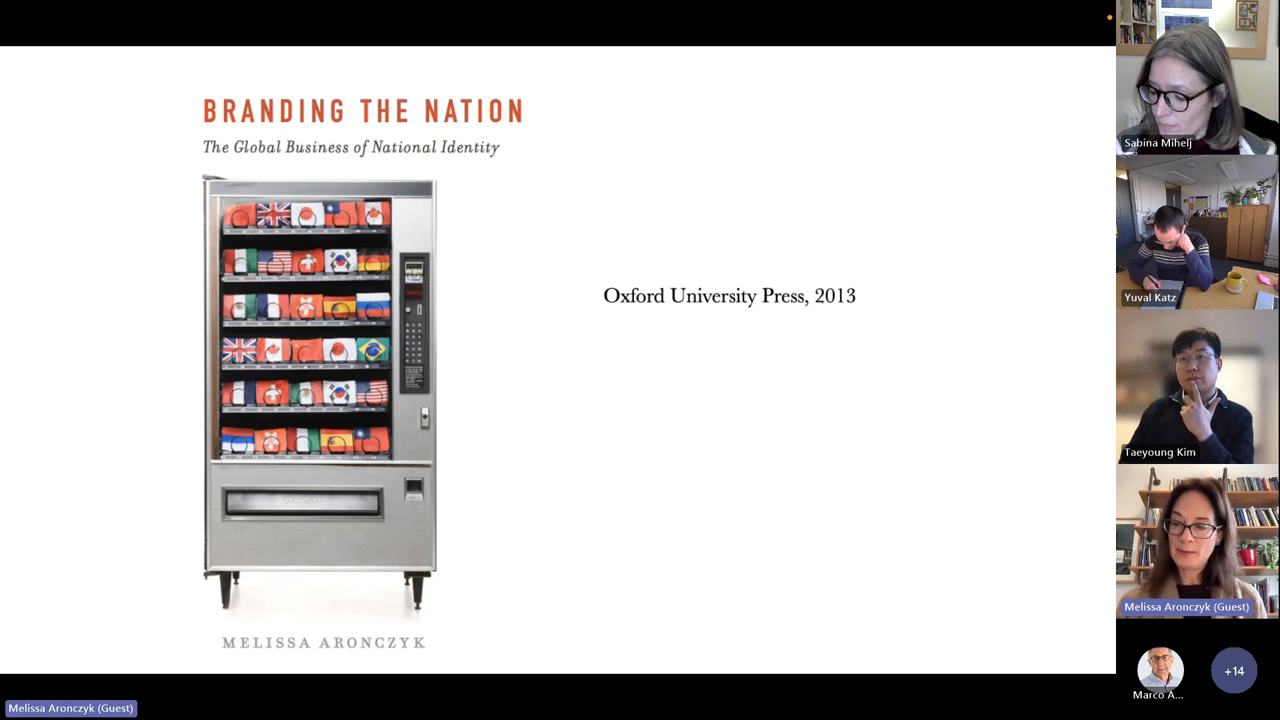 BRANDING THE NATION
The Global Business of National Identity
Oxford University Press, 2013
MELISSA ARONCZYK
Sabina Mihelj
Yuval Katz
Taeyoung Kim
Melissa Aronczyk (Guest)
Marco A...
+14
Melissa Aronczyk (Guest)